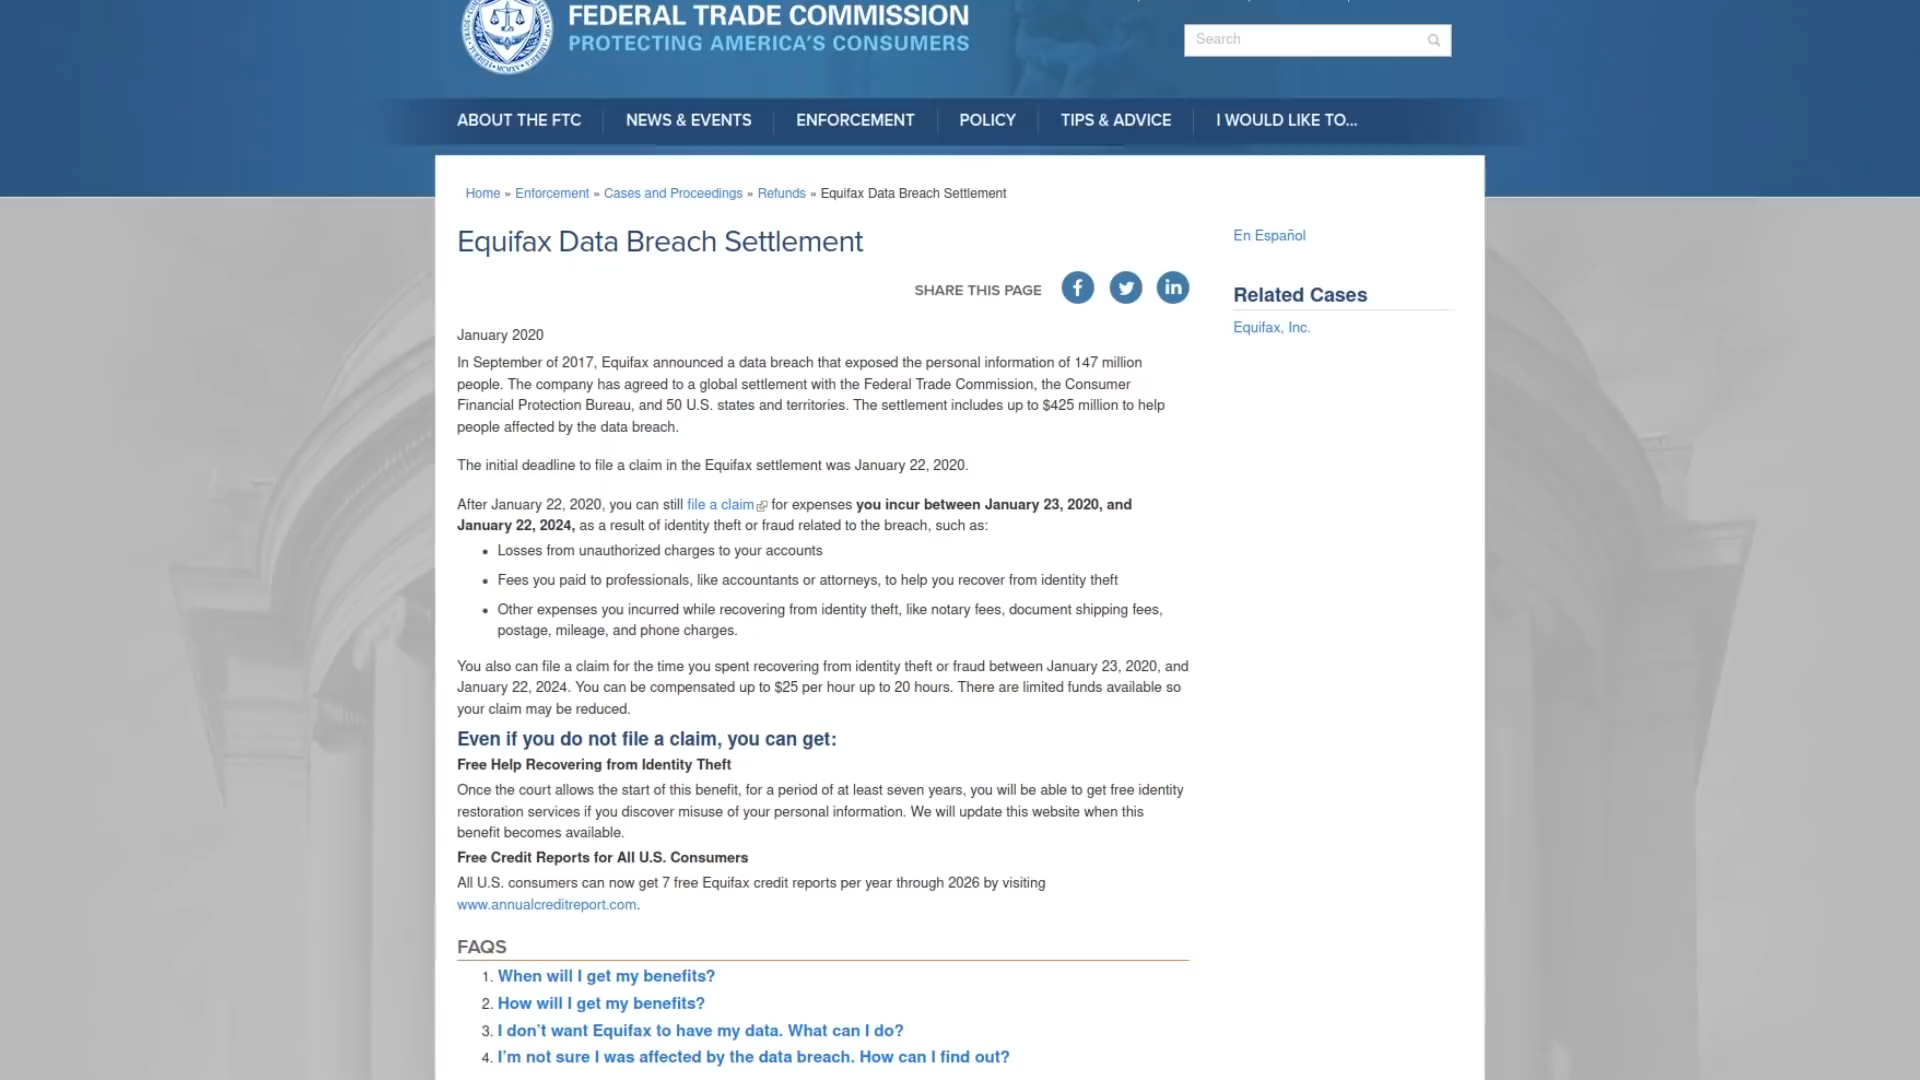 FEDERAL TRADE COMMISSION
PROTECTING AMERICA'S CONSUMERS
Search
ABOUT THE FTC
NEWS & EVENTS
ENFORCEMENT
POLICY
TIPS & ADVICE
I WOULD LIKE TO...
Home » Enforcement » Cases and Proceedings » Refunds » Equifax Data Breach Settlement
Equifax Data Breach Settlement
SHARE THIS PAGE
January 2020
In September of 2017, Equifax announced a data breach that exposed the personal information of 147 million
people. The company has agreed to a global settlement with the Federal Trade Commission, the Consumer
Financial Protection Bureau, and 50 U.S. states and territories. The settlement includes up to $425 million to help
people affected by the data breach.
The initial deadline to file a claim in the Equifax settlement was January 22, 2020.
After January 22, 2020, you can still file a claim for expenses you incur between January 23, 2020, and
January 22, 2024, as a result of identity theft or fraud related to the breach, such as:
• Losses from unauthorized charges to your accounts
• Fees you paid to professionals, like accountants or attorneys, to help you recover from identity theft
• Other expenses you incurred while recovering from identity theft, like notary fees, document shipping fees,
postage, mileage, and phone charges.
You also can file a claim for the time you spent recovering from identity theft or fraud between January 23, 2020, and
January 22, 2024. You can be compensated up to $25 per hour up to 20 hours. There are limited funds available so
your claim may be reduced.
Even if you do not file a claim, you can get:
Free Help Recovering from Identity Theft
Once the court allows the start of this benefit, for a period of at least seven years, you will be able to get free identity
restoration services if you discover misuse of your personal information. We will update this website when this
benefit becomes available.
Free Credit Reports for All U.S. Consumers
All U.S. consumers can now get 7 free Equifax credit reports per year through 2026 by visiting
www.annualcreditreport.com.
FAQS
1. When will I get my benefits?
2. How will I get my benefits?
3. I don't want Equifax to have my data. What can I do?
4. I'm not sure I was affected by the data breach. How can I find out?
En Español
Related Cases
Equifax, Inc.